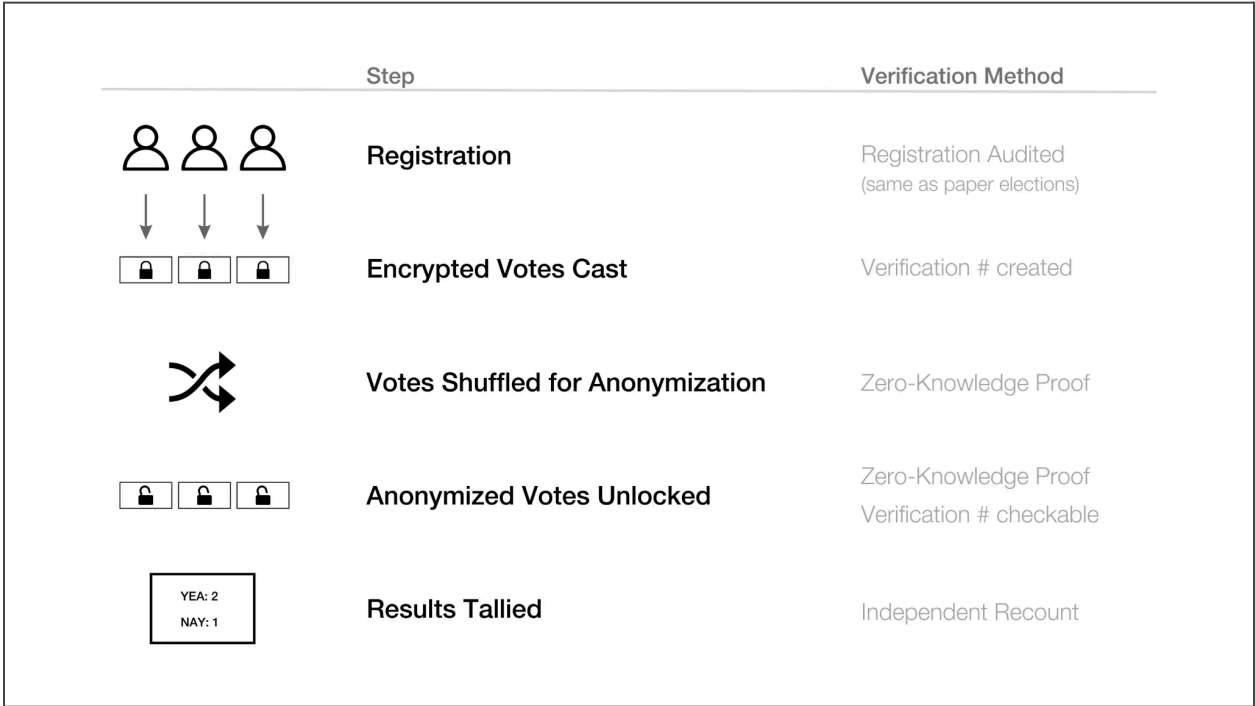 Step Verification Method
Registration Registration Audited
(same as paper elections)
Encrypted Votes Cast Verification # created
Votes Shuffled for Anonymization Zero-Knowledge Proof
Anonymized Votes Unlocked Zero-Knowledge Proof
Verification # checkable
YEA: 2
NAY: 1
Results Tallied Independent Recount